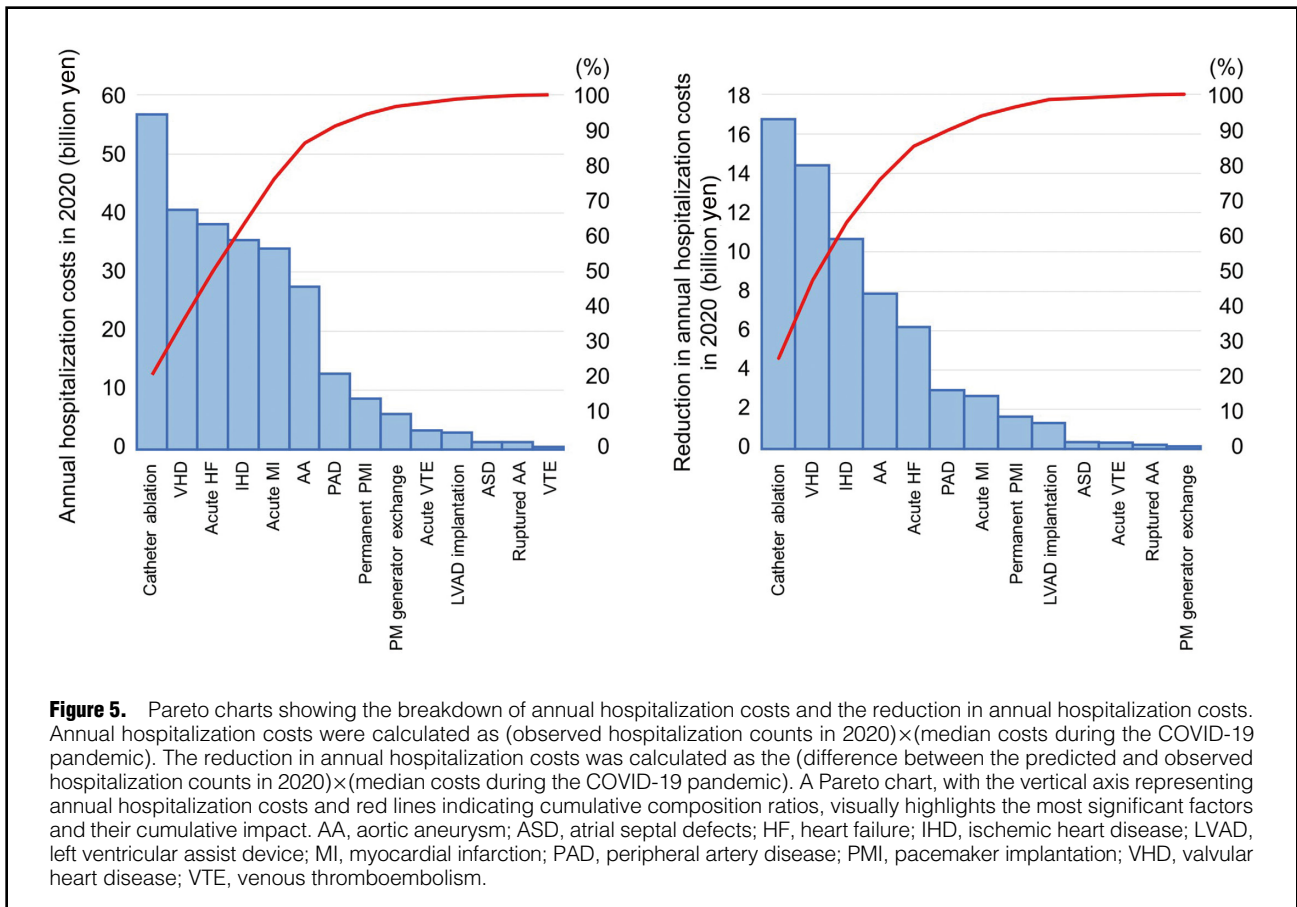 Annual hospitalization costs in 2020 (billion yen)
(%)
60
50
40
30
20
10
0
100
90
80
70
60
50
40
30
20
10
0
Catheter ablation
VHD
Acute HF
IHD
Acute MI
AA
PAD
Permanent PMI
PM generator exchange
Acute VTE
LVAD implantation
ASD
Ruptured AA
VTE
Reduction in annual hospitalization costs
in 2020 (billion yen)
(%)
18
16
14
12
10
8
6
4
2
0
100
90
80
70
60
50
40
30
20
10
0
Catheter ablation
VHD
IHD
AA
Acute HF
PAD
Acute MI
Permanent PMI
LVAD implantation
ASD
Acute VTE
Ruptured AA
PM generator exchange
Figure 5. Pareto charts showing the breakdown of annual hospitalization costs and the reduction in annual hospitalization costs.
Annual hospitalization costs were calculated as (observed hospitalization counts in 2020)×(median costs during the COVID-19
pandemic). The reduction in annual hospitalization costs was calculated as the (difference between the predicted and observed
hospitalization counts in 2020)×(median costs during the COVID-19 pandemic). A Pareto chart, with the vertical axis representing
annual hospitalization costs and red lines indicating cumulative composition ratios, visually highlights the most significant factors
and their cumulative impact. AA, aortic aneurysm; ASD, atrial septal defects; HF, heart failure; IHD, ischemic heart disease; LVAD,
left ventricular assist device; MI, myocardial infarction; PAD, peripheral artery disease; PMI, pacemaker implantation; VHD, valvular
heart disease; VTE, venous thromboembolism.